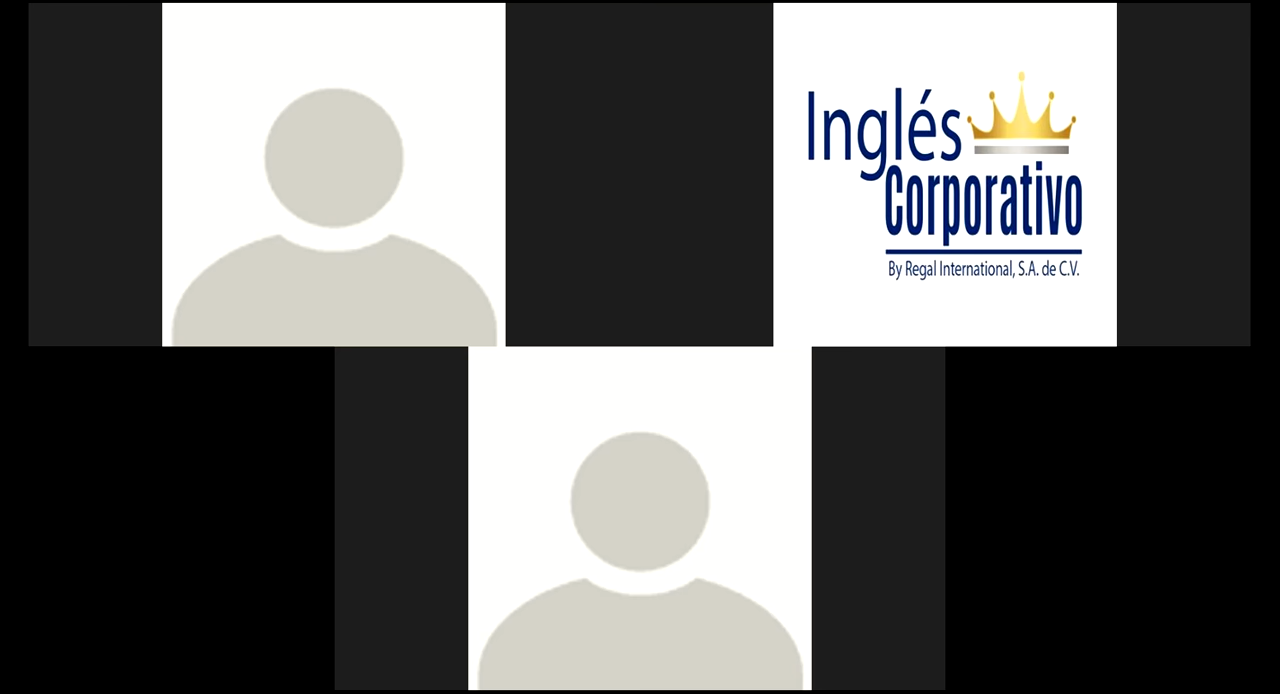 Inglés
Corporativo
By Regal International, S.A. de C.V.